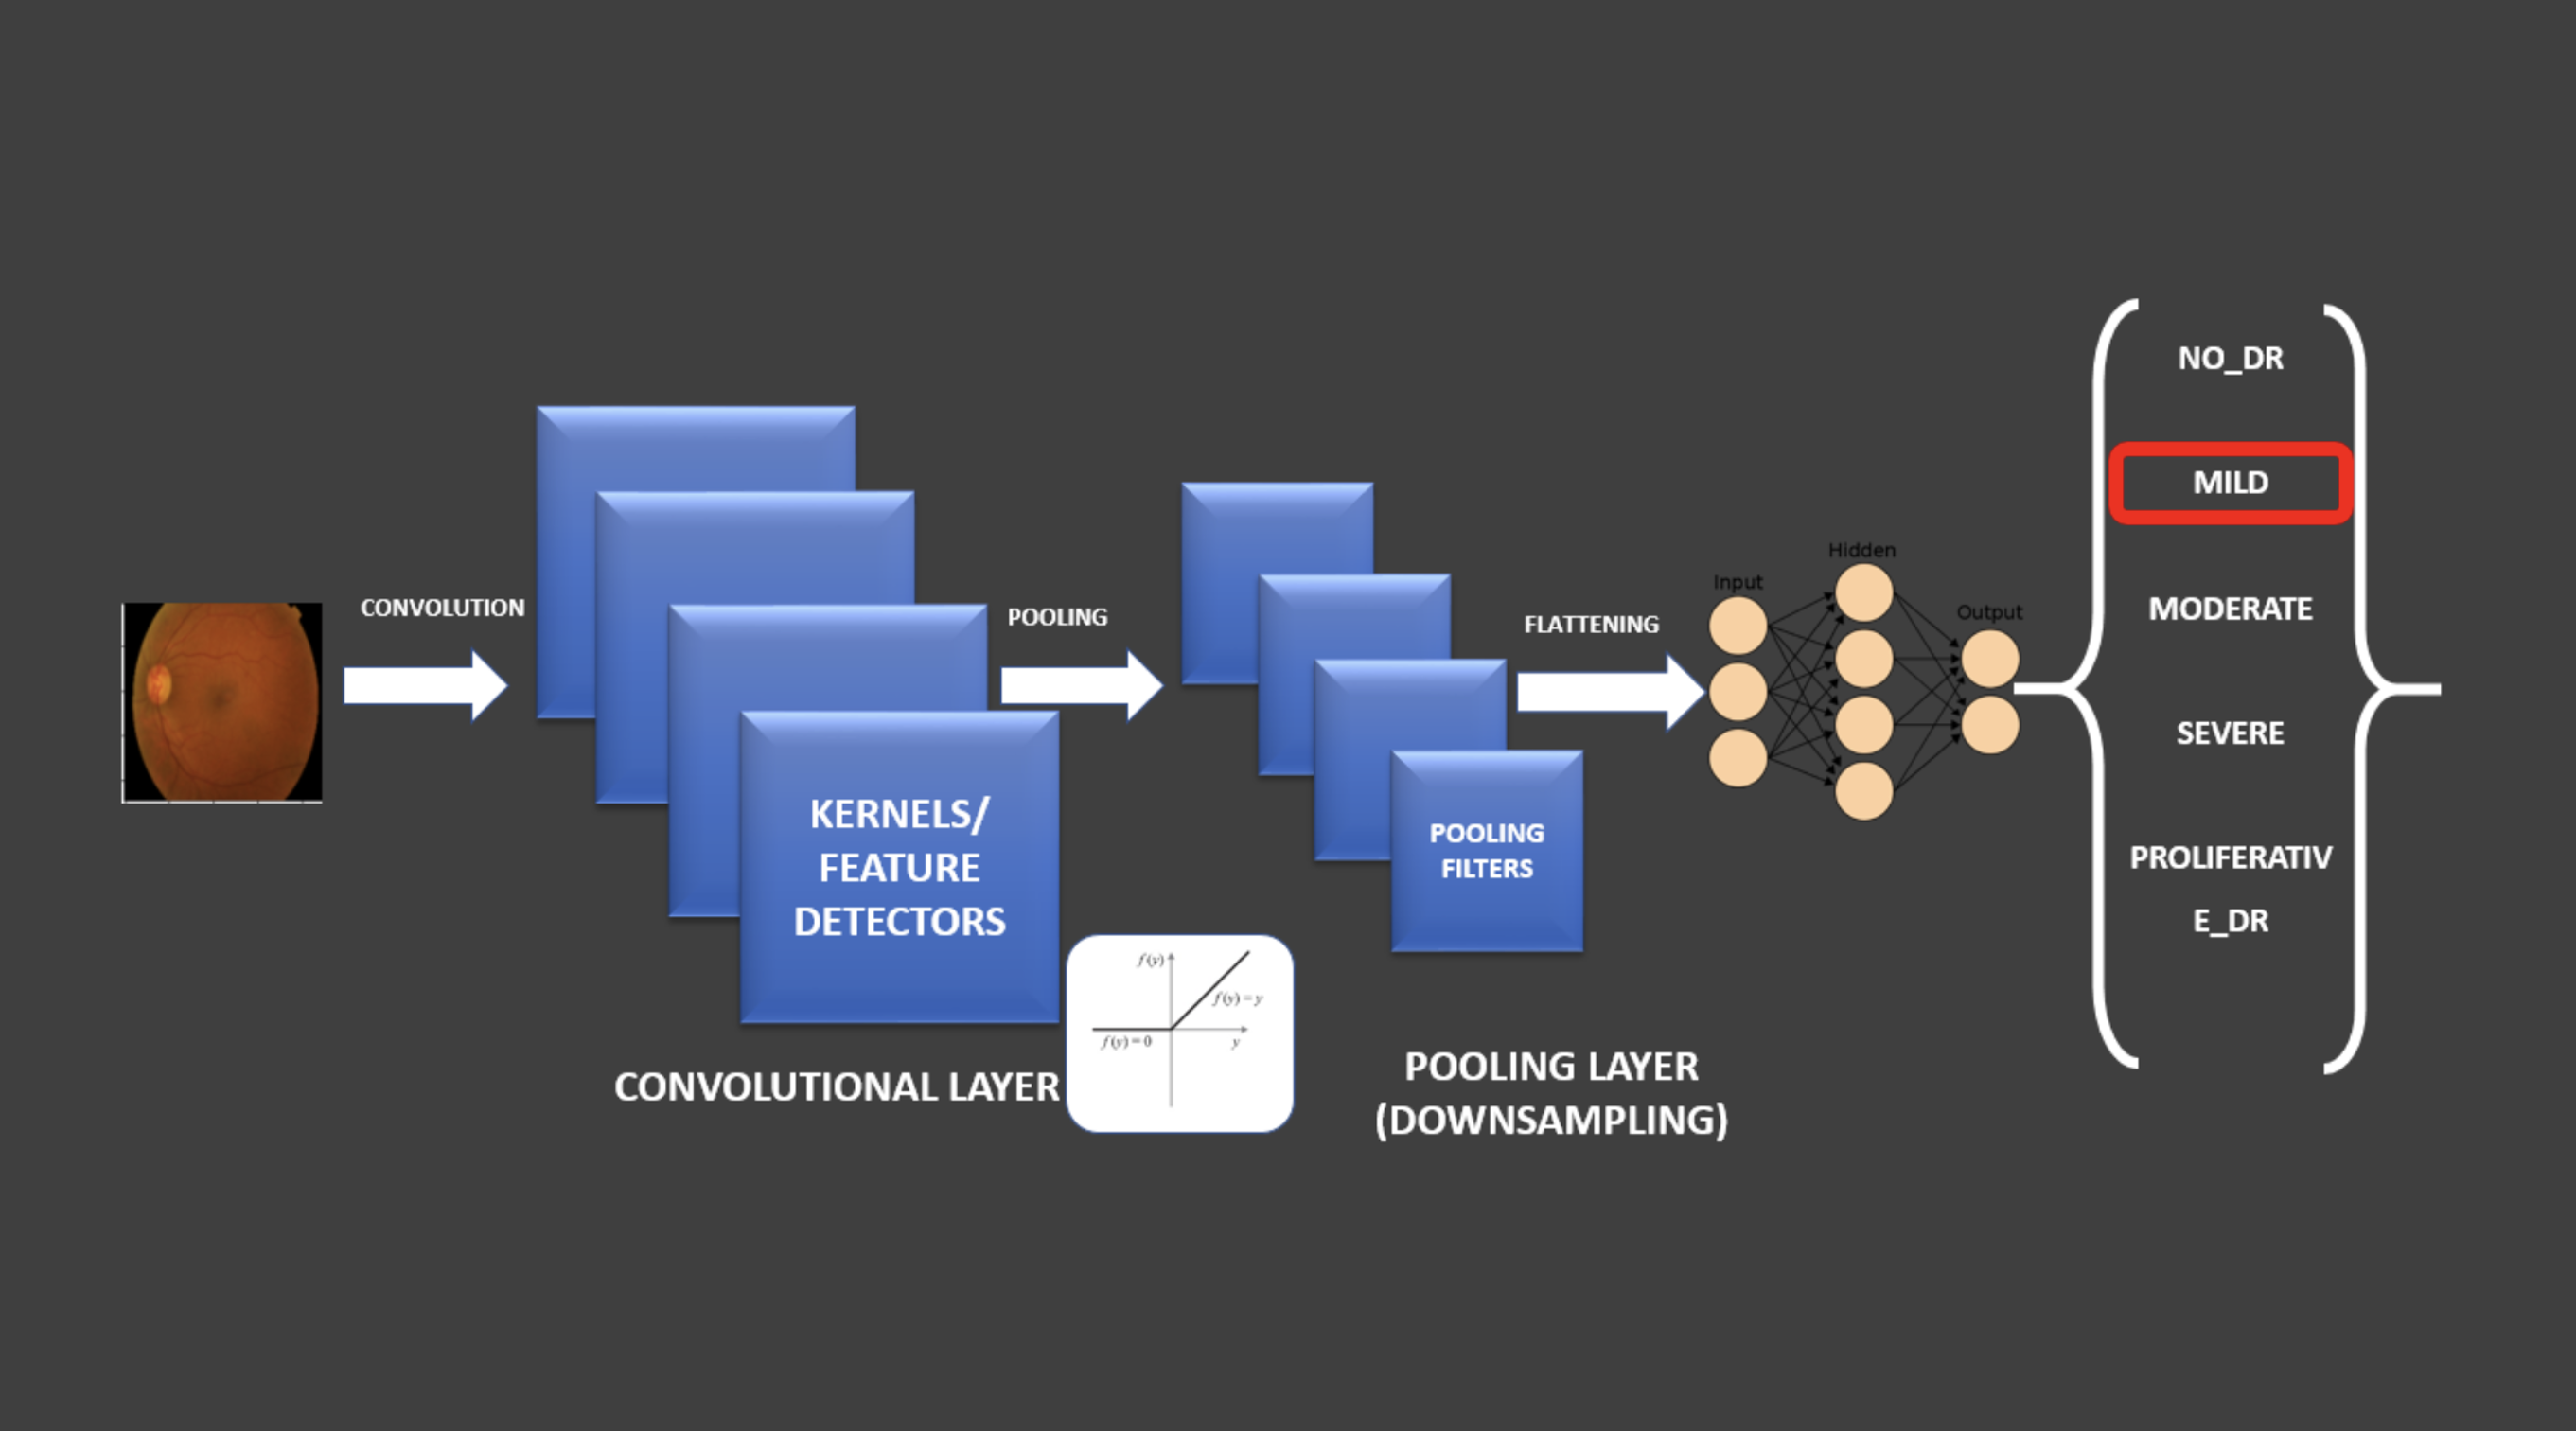 CONVOLUTION
KERNELS/
FEATURE
DETECTORS
CONVOLUTIONAL LAYER
f(y)
f(y)=y
f(y)=0
y
POOLING
POOLING
FILTERS
POOLING LAYER
(DOWNSAMPLING)
FLATTENING
Input
Hidden
Output
NO_DR
MILD
MODERATE
SEVERE
PROLIFERATIV
E_DR